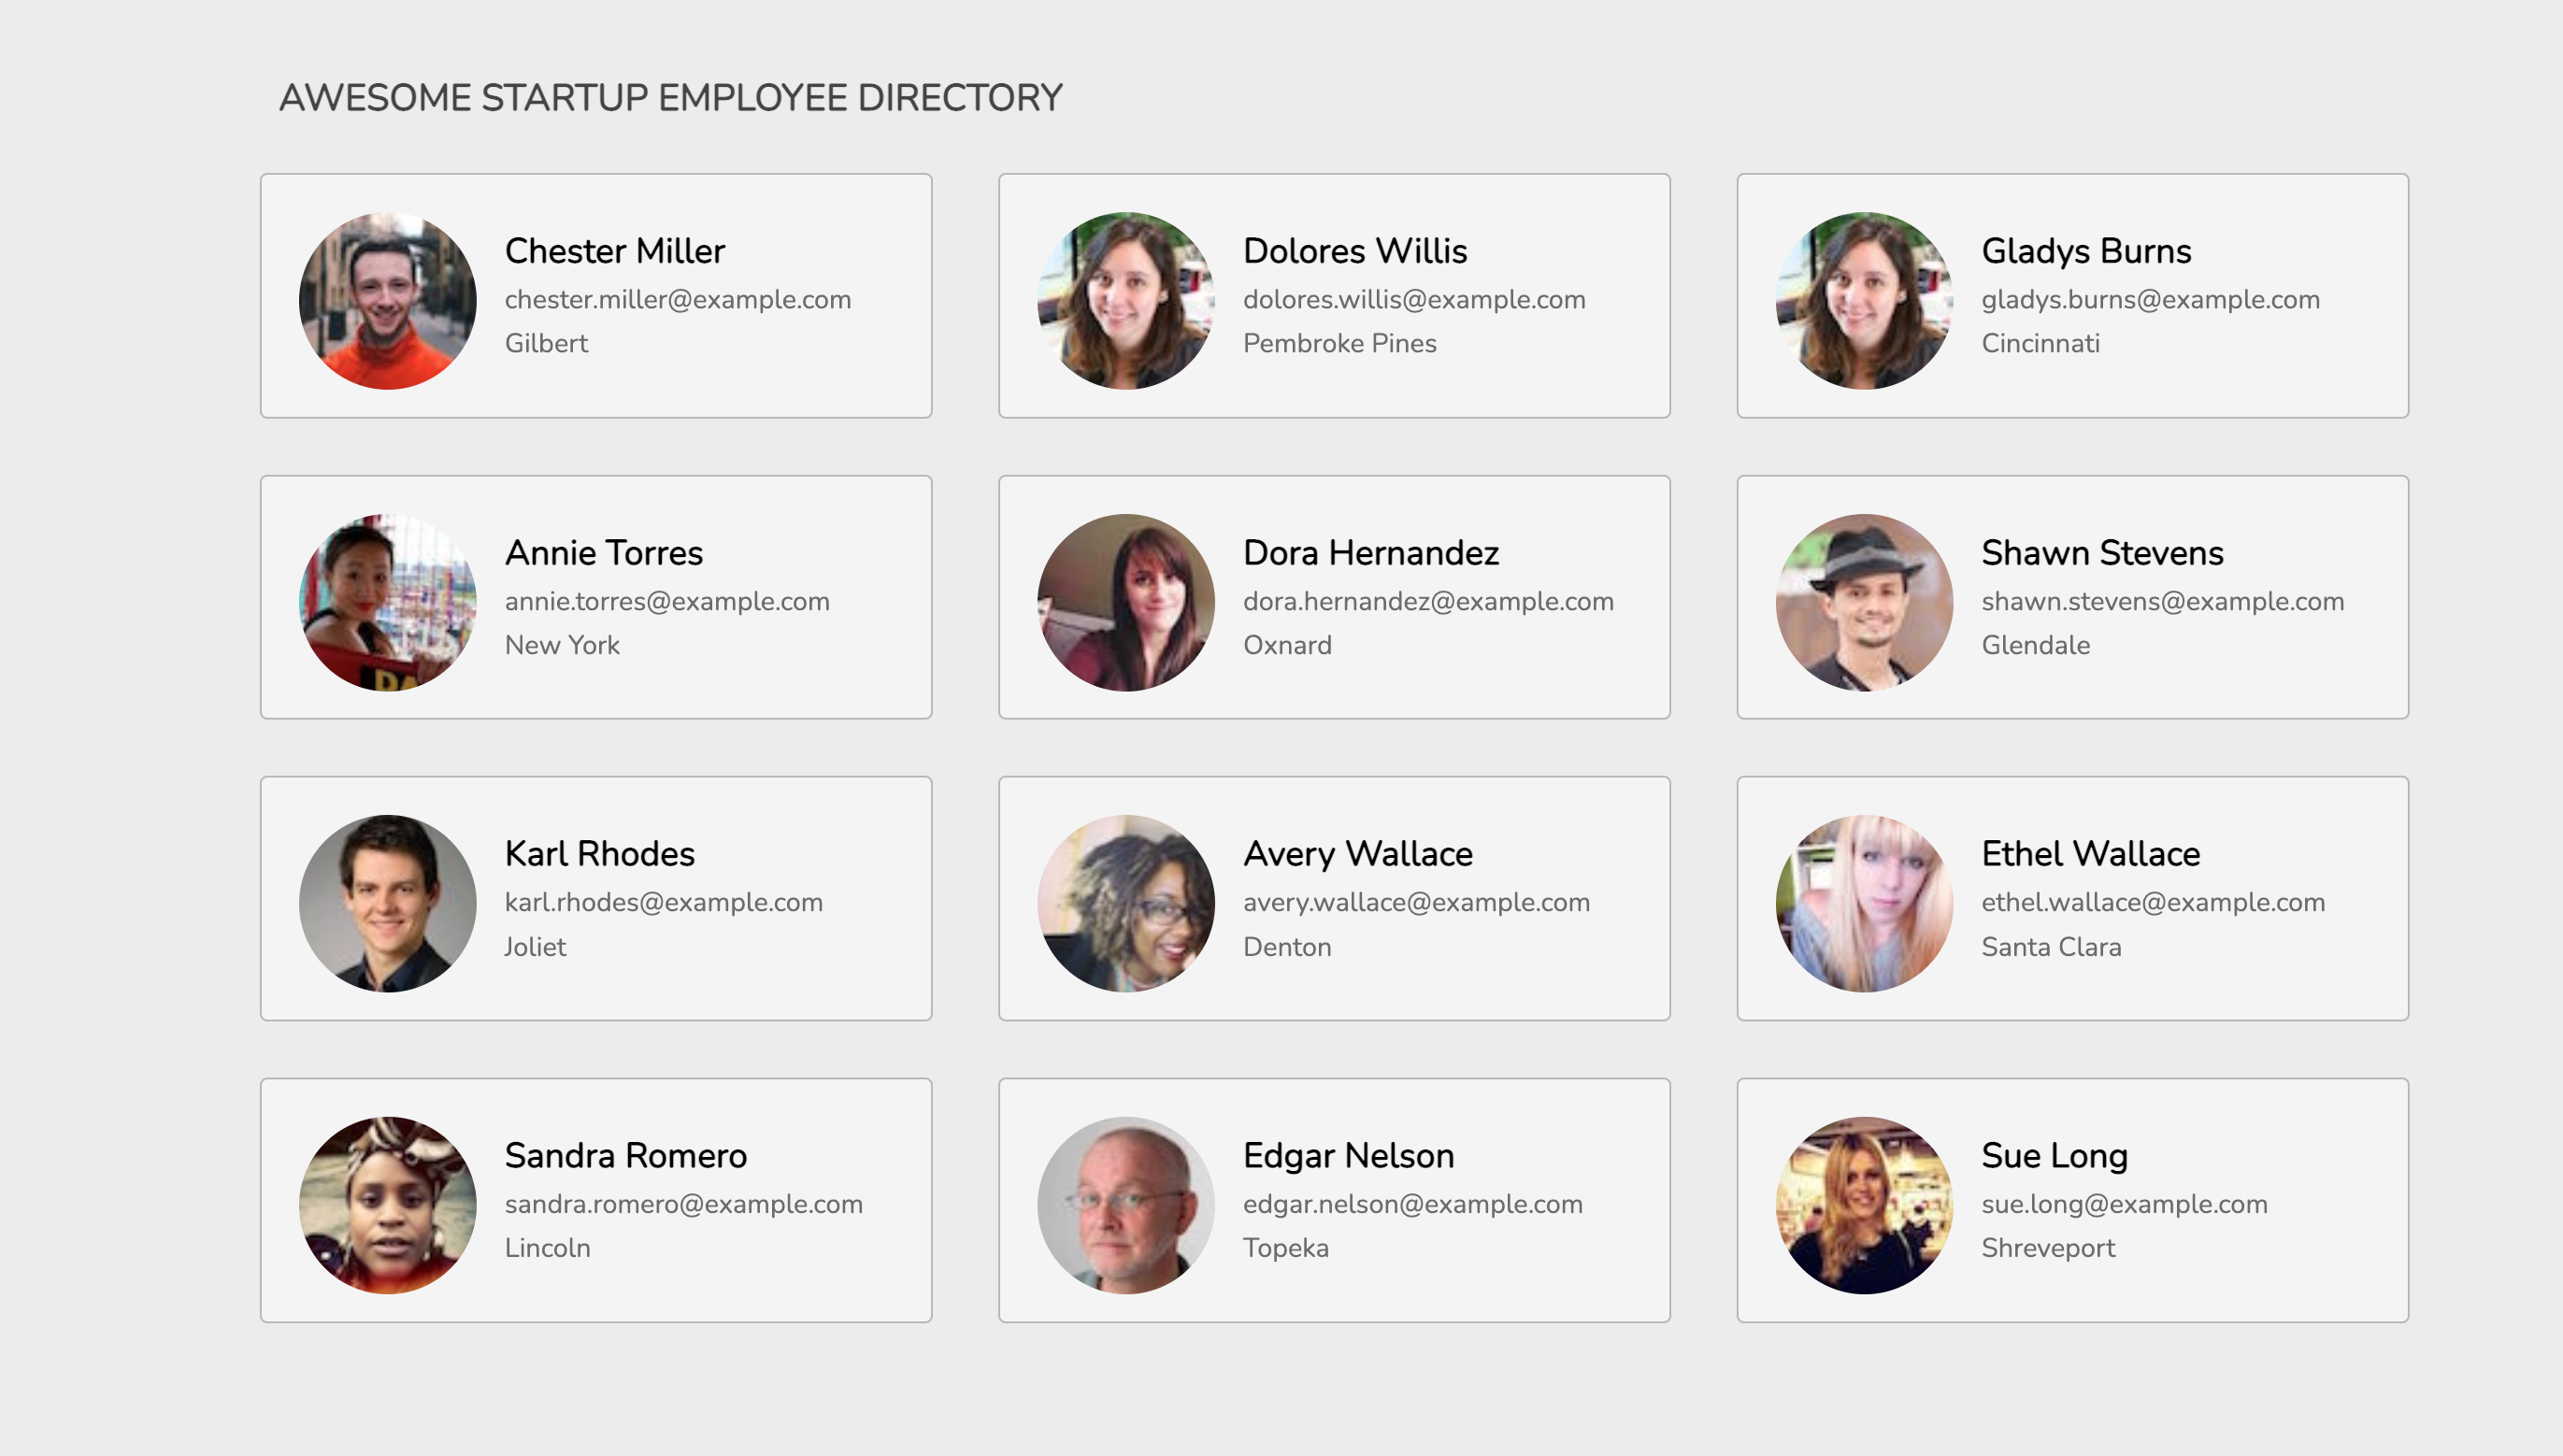 AWESOME STARTUP EMPLOYEE DIRECTORY
Chester Miller
chester.miller@example.com
Gilbert
Dolores Willis
dolores.willis@example.com
Pembroke Pines
Gladys Burns
gladys.burns@example.com
Cincinnati
Annie Torres
annie.torres@example.com
New York
Dora Hernandez
dora.hernandez@example.com
Oxnard
Shawn Stevens
shawn.stevens@example.com
Glendale
Karl Rhodes
karl.rhodes@example.com
Joliet
Avery Wallace
avery.wallace@example.com
Denton
Ethel Wallace
ethel.wallace@example.com
Santa Clara
Sandra Romero
sandra.romero@example.com
Lincoln
Edgar Nelson
edgar.nelson@example.com
Topeka
Sue Long
sue.long@example.com
Shreveport